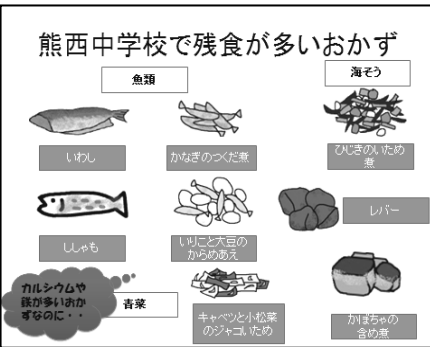 熊西中学校で残食が多いおかず
魚類
海そう
いわし
かなぎのつくだ煮
ひじきのいため
煮
ししゃも
いりこと大豆の
からめあえ
レバー
カルシウムや
鉄が多いおか
ずなのに・・
青菜
キャベツと小松菜
のジャコいため
かぼちゃの
含め煮